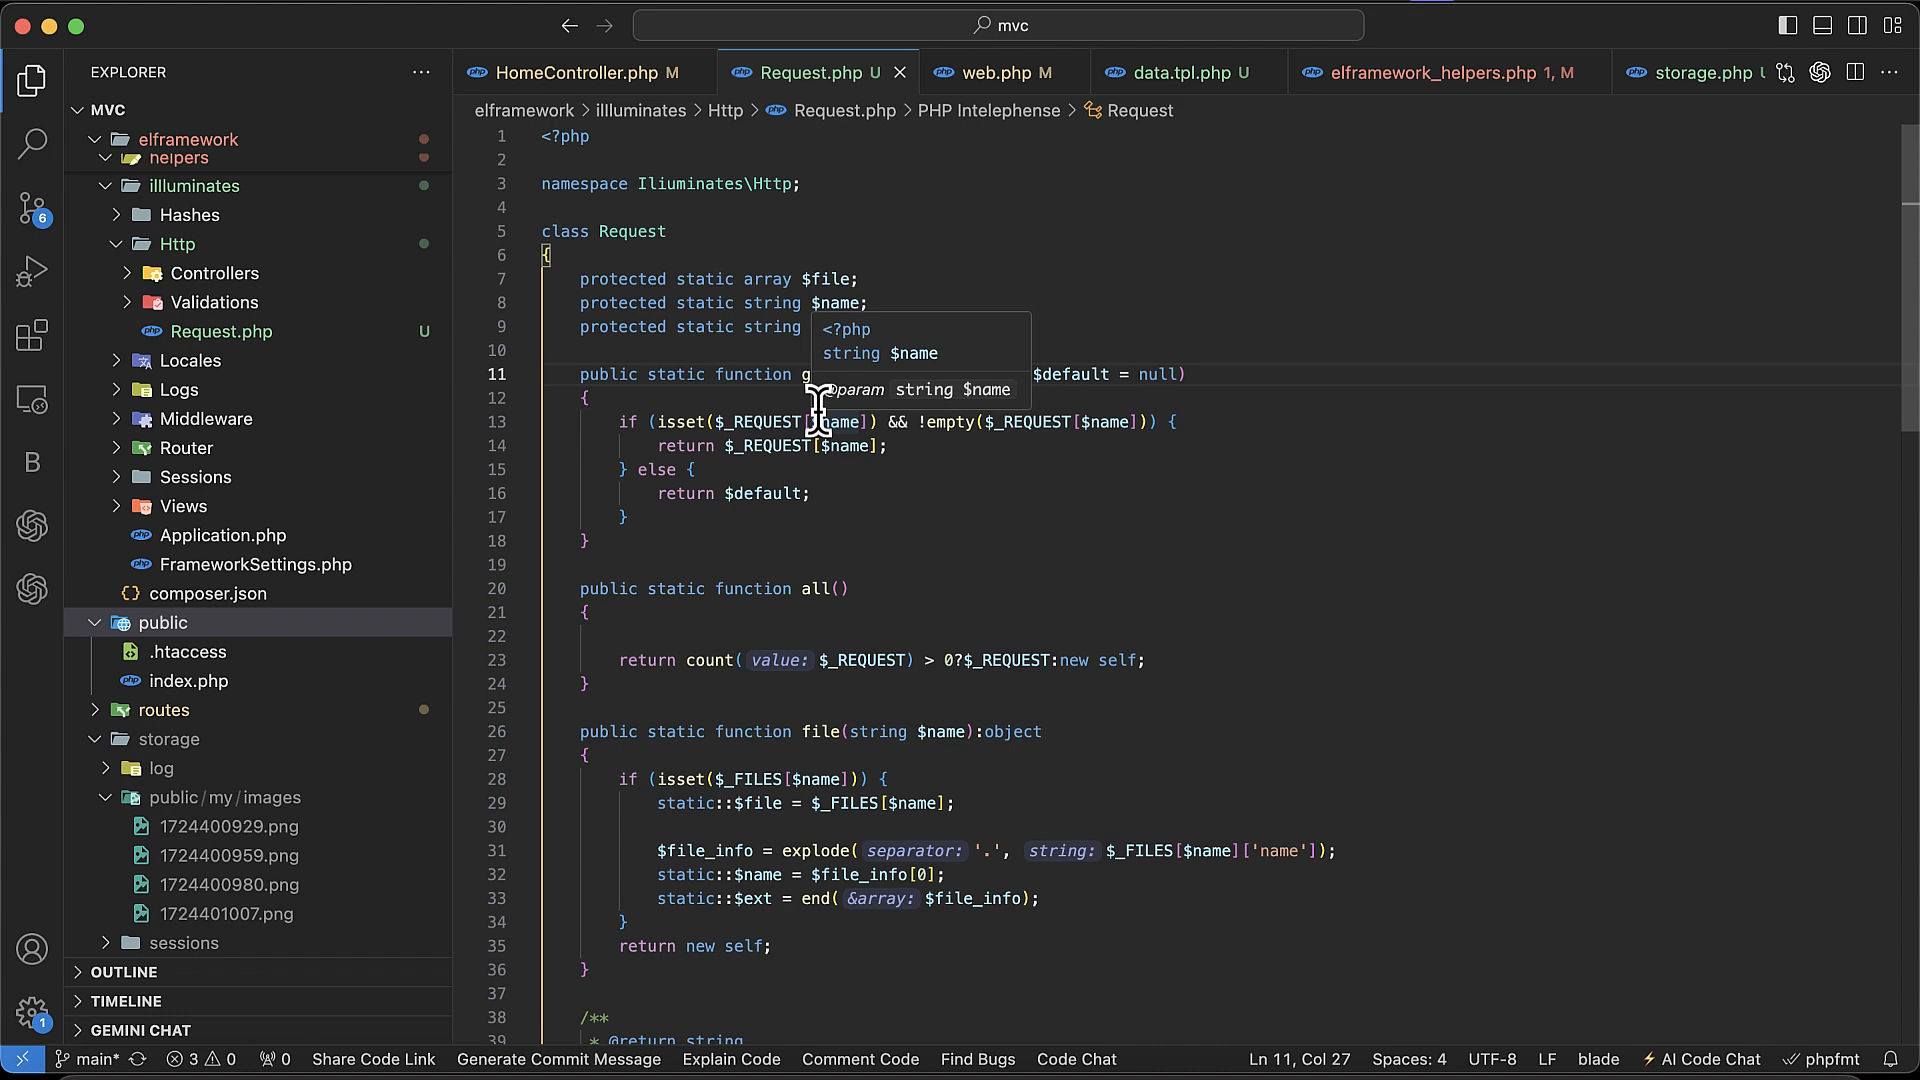 mvc
EXPLORER
MVC
elframework
helpers
illluminates
Hashes
Http
Controllers
Validations
Request.php U
Locales
Logs
Middleware
Router
Sessions
Views
Application.php
FrameworkSettings.php
composer.json
public
.htaccess
index.php
routes
storage
log
public/my/images
1724400929.png
1724400959.png
1724400980.png
1724401007.png
sessions
OUTLINE
TIMELINE
GEMINI CHAT
6
B
1
php HomeController.php M php Request.php U php web.php M php data.tpl.php U php elframework_helpers.php 1, M php storage.php
elframework > illluminates > Http > php Request.php > PHP Intelephense > Request
1 <?php
2
3 namespace Iliuminates\Http;
4
5 class Request
6 {
7 protected static array $file;
8 protected static string $name;
9 protected static string
<?php
string $name
@param string $name
10
11 public static function g $default = null)
12 {
13 if (isset($_REQUEST[$name]) && !empty($_REQUEST[$name])) {
14 return $_REQUEST[$name];
15 } else {
16 return $default;
17 }
18 }
19
20 public static function all()
21 {
22
23 return count( value: $_REQUEST) > 0?$_REQUEST:new self;
24 }
25
26 public static function file(string $name):object
27 {
28 if (isset($_FILES[$name])) {
29 static::$file = $_FILES[$name];
30
31 $file_info = explode( separator: '.', string: $_FILES[$name]['name']);
32 static::$name = $file_info[0];
33 static::$ext = end( &array: $file_info);
34 }
35 return new self;
36 }
37
38 /**
39 * @return string
main* 3 0 0 Share Code Link Generate Commit Message Explain Code Comment Code Find Bugs Code Chat Ln 11, Col 27 Spaces: 4 UTF-8 LF blade AI Code Chat phpfmt